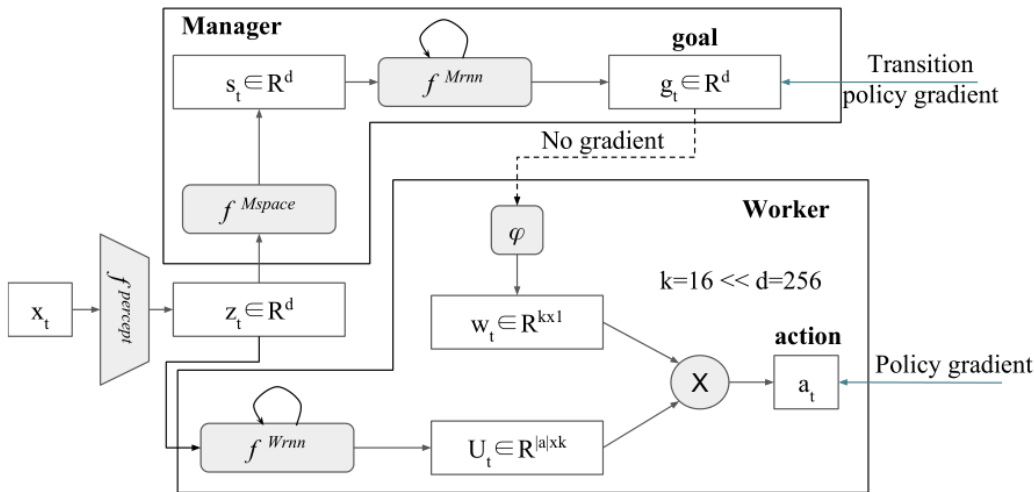 Manager
goal
s_t ∈ R^d
f^Mrnn
g_t ∈ R^d
Transition
policy gradient
No gradient
f^Mspace
Worker
φ
k=16 << d=256
x_t
f^percept
z_t ∈ R^d
w_t ∈ R^kx1
action
X
a_t
Policy gradient
f^Wrnn
U_t ∈ R^|a|xk